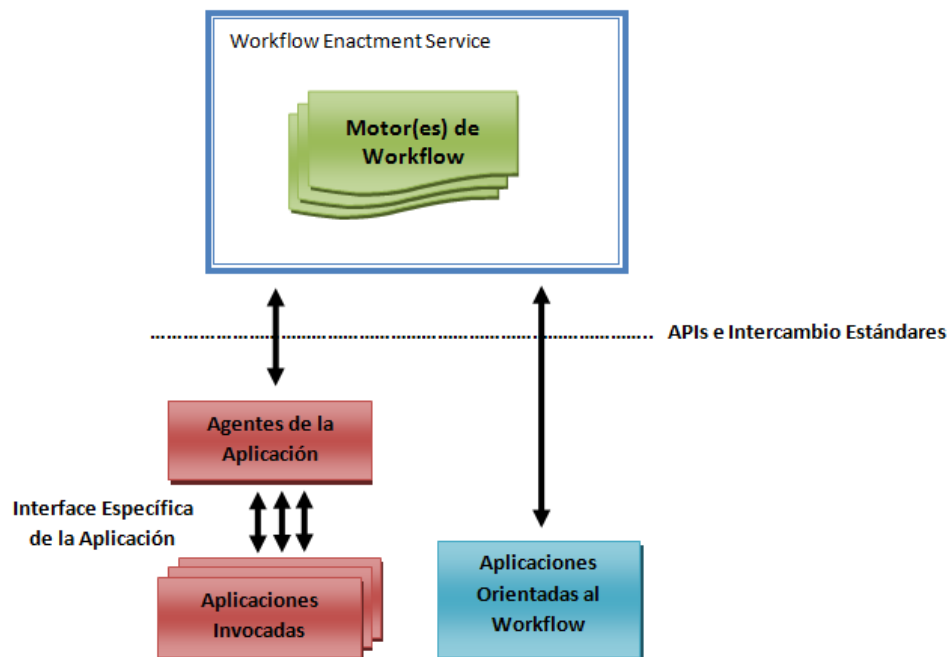 Workflow Enactment Service
Motor(es) de
Workflow
APIs e Intercambio Estándares
Agentes de la
Aplicación
Interface Específica
de la Aplicación
Aplicaciones
Invocadas
Aplicaciones
Orientadas al
Workflow